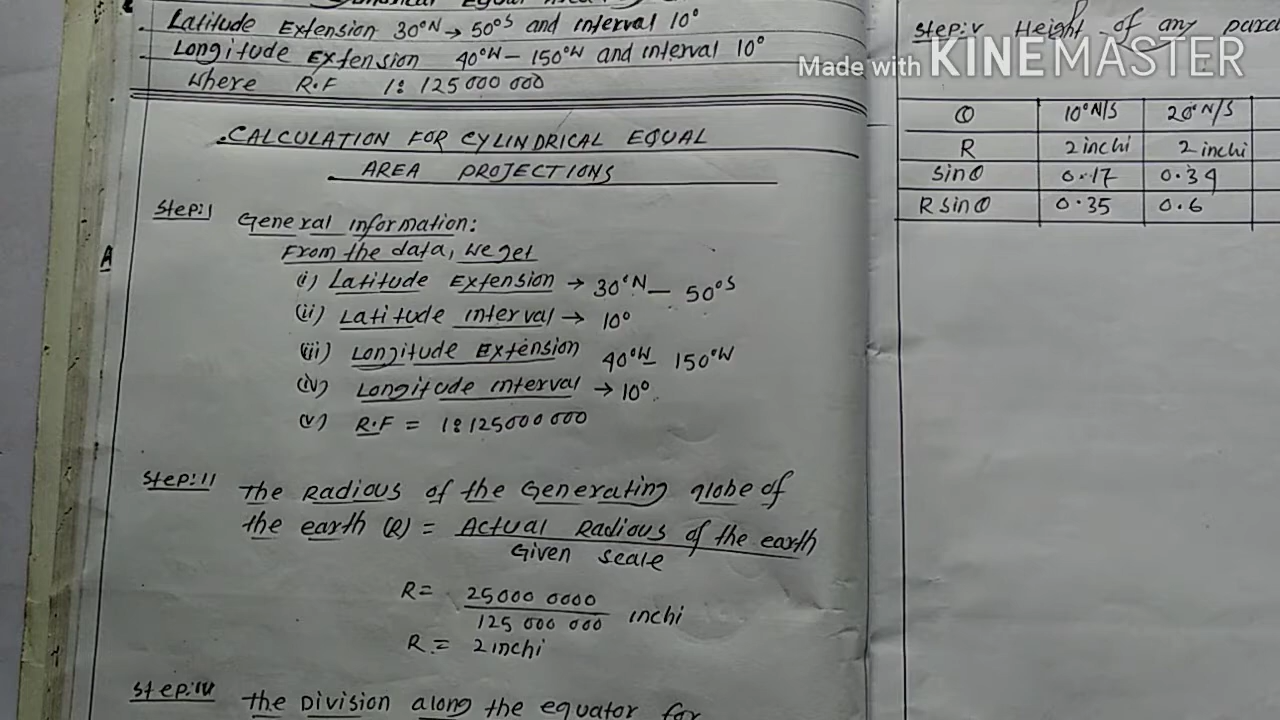 Latitude Extension 30°N → 50°S and interval 10°
Longitude Extension 40°W - 150°W and interval 10°
where R.F 1: 125000 000
CALCULATION FOR CYLINDRICAL EQUAL
AREA PROJECTIONS
Step:I General information:
From the data, we get
(i) Latitude Extension → 30°N - 50°S
(ii) Latitude interval → 10°
(iii) Longitude Extension 40°W - 150°W
(iv) Longitude interval → 10°
(v) R.F = 1:125000 000
A
Step:II The Radious of the Generating globe of
the earth (R) = Actual Radious of the earth
Given scale
R = 25000 0000
125 000 000 inchi
R = 2 inchi
Step:IV The Division along the equator for
Step:V Height of any
Made with KINEMASTER
θ 10°N/S 20°N/S
R 2 inchi 2 inchi
sinθ 0.17 0.34
R sinθ 0.35 0.6